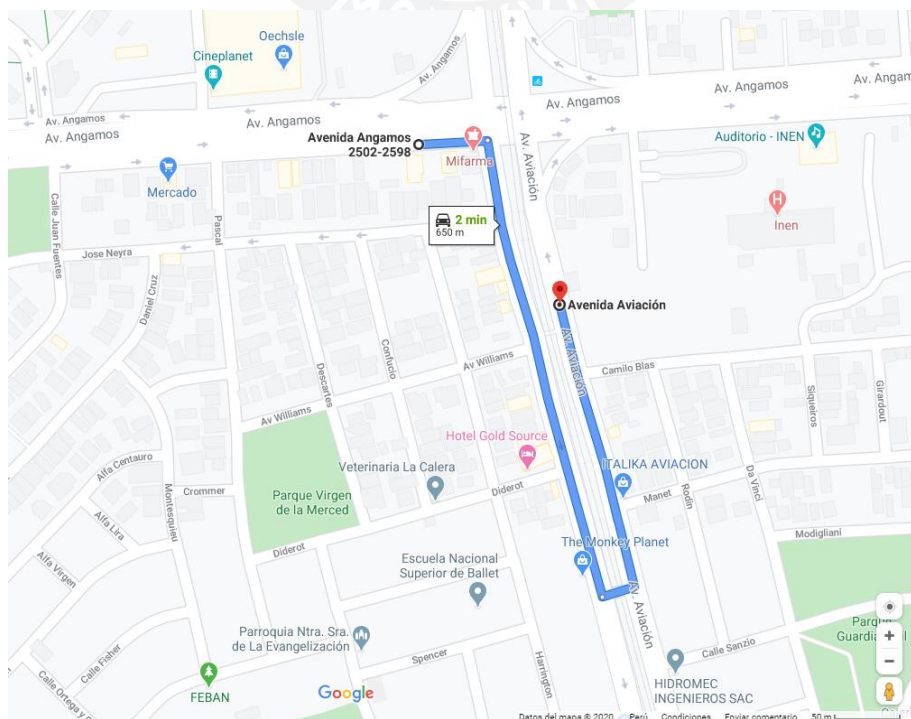 Oechsle
Cineplanet
Av. Angamos
Av. Angamos
Av. Angamos
Av. Angamos
Av. Angamos
Av. Angamos
Av. Angam
Avenida Angamos
2502-2598
Mifarma
Av. Aviación
Auditorio - INEN
Mercado
Inen
2 min
650 m
Calle Juan Fuentes
Pascal
Jose Neyra
Daniel Cruz
Avenida Aviación
Av. Aviación
Confucio
Av Williams
Camilo Blas
Descartes
Siqueiros
Girardout
Av Williams
Hotel Gold Source
Alfa Centauro
Veterinaria La Calera
ITALIKA AVIACION
Crommer
Parque Virgen
de la Merced
Diderot
Manet
Rodin
Da Vinci
Montesquieu
Alfa Lira
Modigliani
Diderot
The Monkey Planet
Alfa Virgen
Escuela Nacional
Superior de Ballet
Av. Aviación
Parroquia Ntra. Sra.
de La Evangelización
Calle Fisher
Spencer
Harrington
Calle Sanzio
FEBAN
Google
HIDROMEC
INGENIEROS SAC
Datos del mapa © 2020
Perú
Condiciones
Enviar comentario
50 m